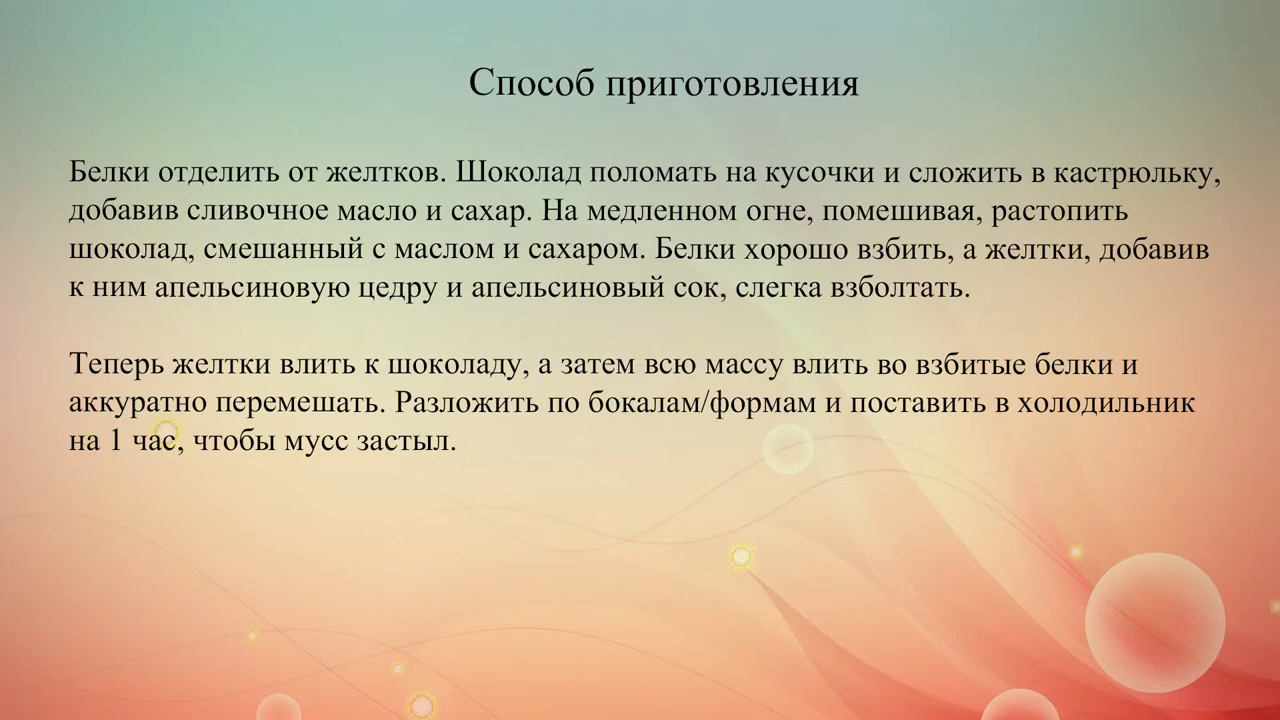 Способ приготовления
Белки отделить от желтков. Шоколад поломать на кусочки и сложить в кастрюльку,
добавив сливочное масло и сахар. На медленном огне, помешивая, растопить
шоколад, смешанный с маслом и сахаром. Белки хорошо взбить, а желтки, добавив
к ним апельсиновую цедру и апельсиновый сок, слегка взболтать.
Теперь желтки влить к шоколаду, а затем всю массу влить во взбитые белки и
аккуратно перемешать. Разложить по бокалам/формам и поставить в холодильник
на 1 час, чтобы мусс застыл.